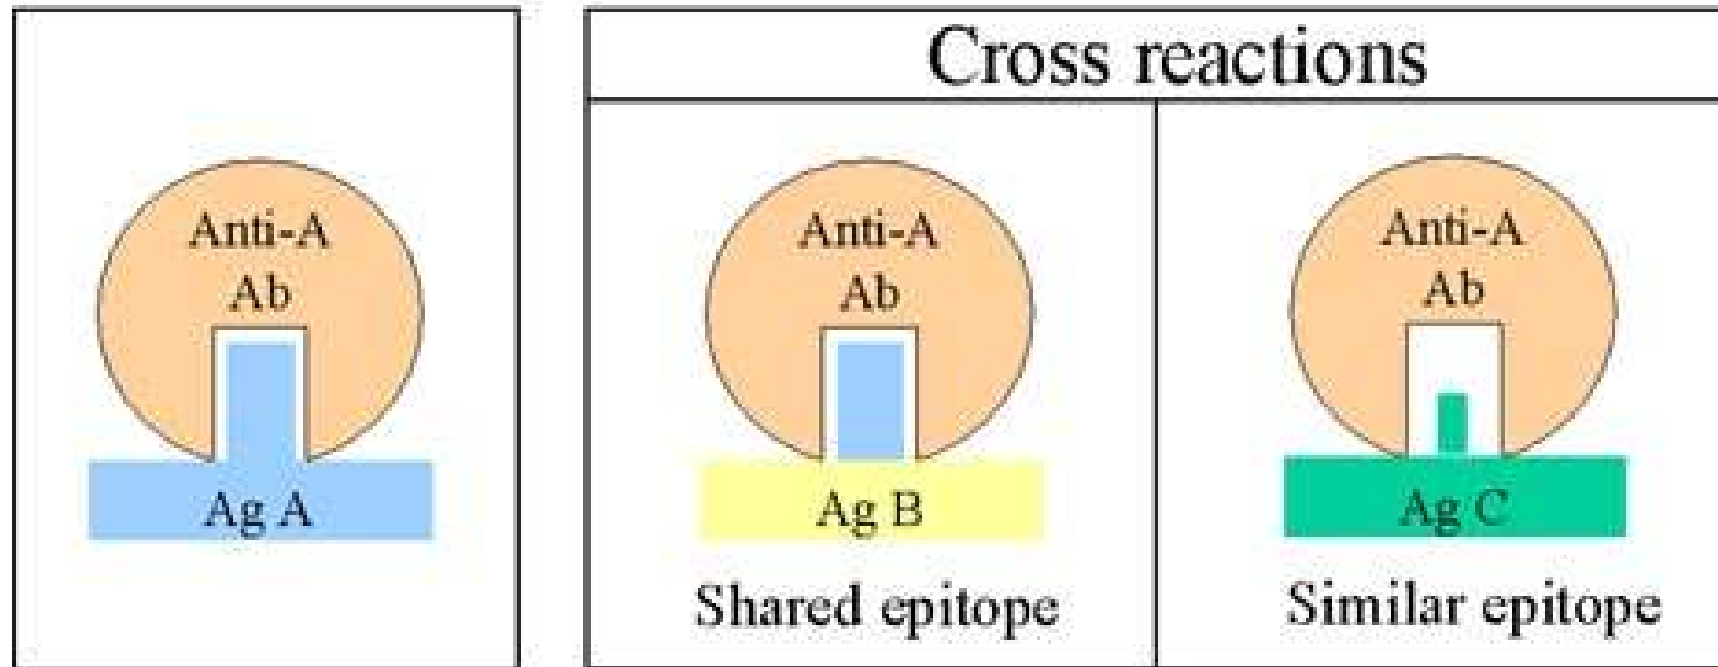 Anti-A
Ab
Ag A
Cross reactions
Anti-A
Ab
Ag B
Shared epitope
Anti-A
Ab
Ag C
Similar epitope